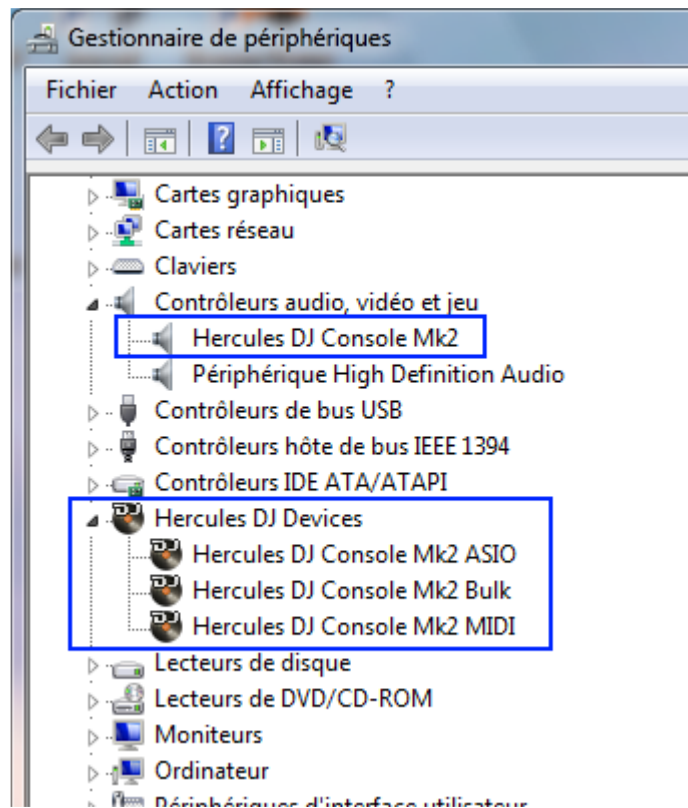 Gestionnaire de périphériques
Fichier Action Affichage ?
Cartes graphiques
Cartes réseau
Claviers
Contrôleurs audio, vidéo et jeu
Hercules DJ Console Mk2
Périphérique High Definition Audio
Contrôleurs de bus USB
Contrôleurs hôte de bus IEEE 1394
Contrôleurs IDE ATA/ATAPI
Hercules DJ Devices
Hercules DJ Console Mk2 ASIO
Hercules DJ Console Mk2 Bulk
Hercules DJ Console Mk2 MIDI
Lecteurs de disque
Lecteurs de DVD/CD-ROM
Moniteurs
Ordinateur
Périphériques d'interface utilisateur